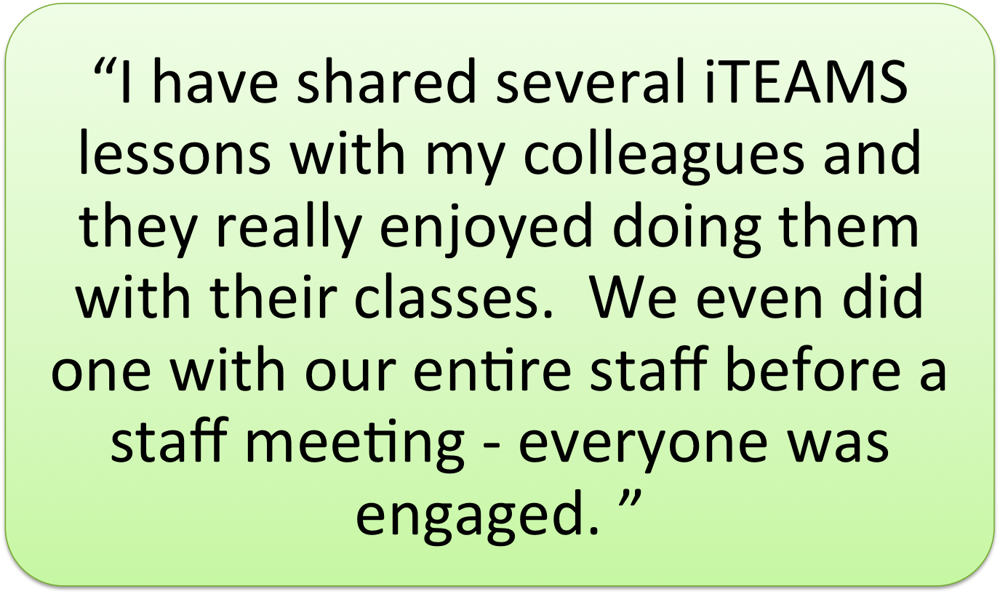 “I have shared several iTEAMS
lessons with my colleagues and
they really enjoyed doing them
with their classes.  We even did
one with our entire staff before a
staff meeting - everyone was
engaged. ”